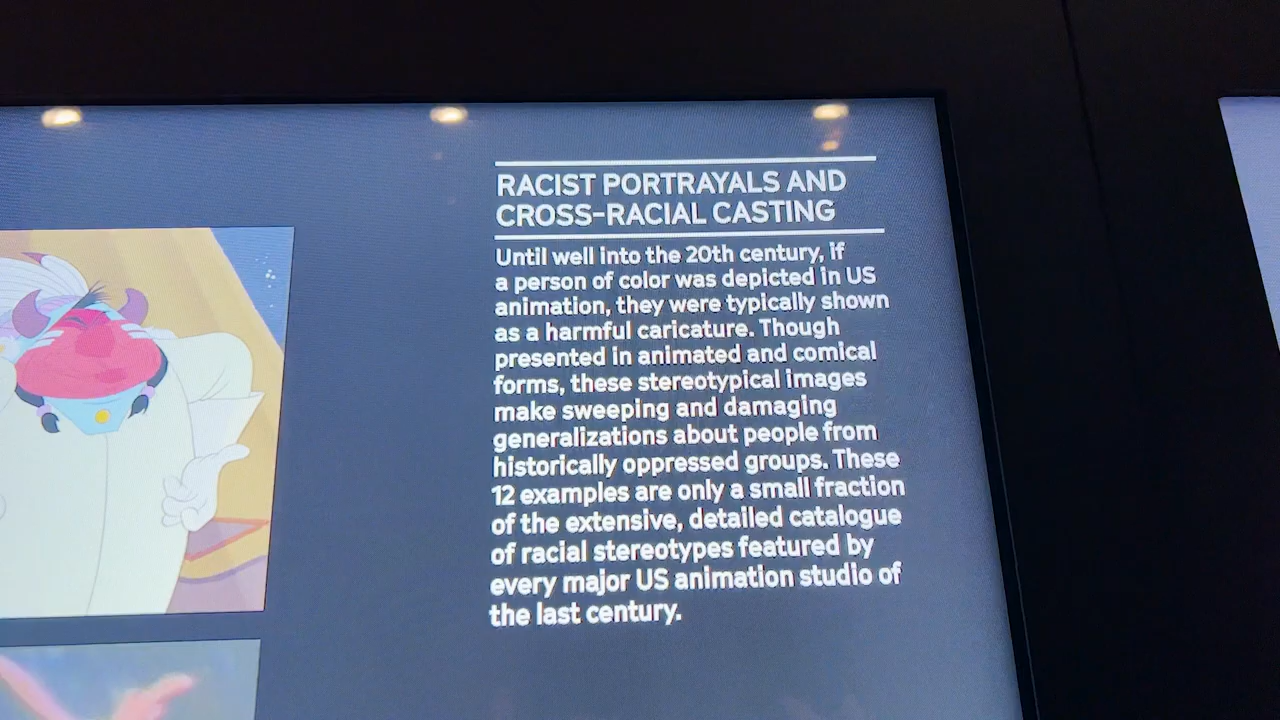 RACIST PORTRAYALS AND
CROSS-RACIAL CASTING
Until well into the 20th century, if
a person of color was depicted in US
animation, they were typically shown
as a harmful caricature. Though
presented in animated and comical
forms, these stereotypical images
make sweeping and damaging
generalizations about people from
historically oppressed groups. These
12 examples are only a small fraction
of the extensive, detailed catalogue
of racial stereotypes featured by
every major US animation studio of
the last century.